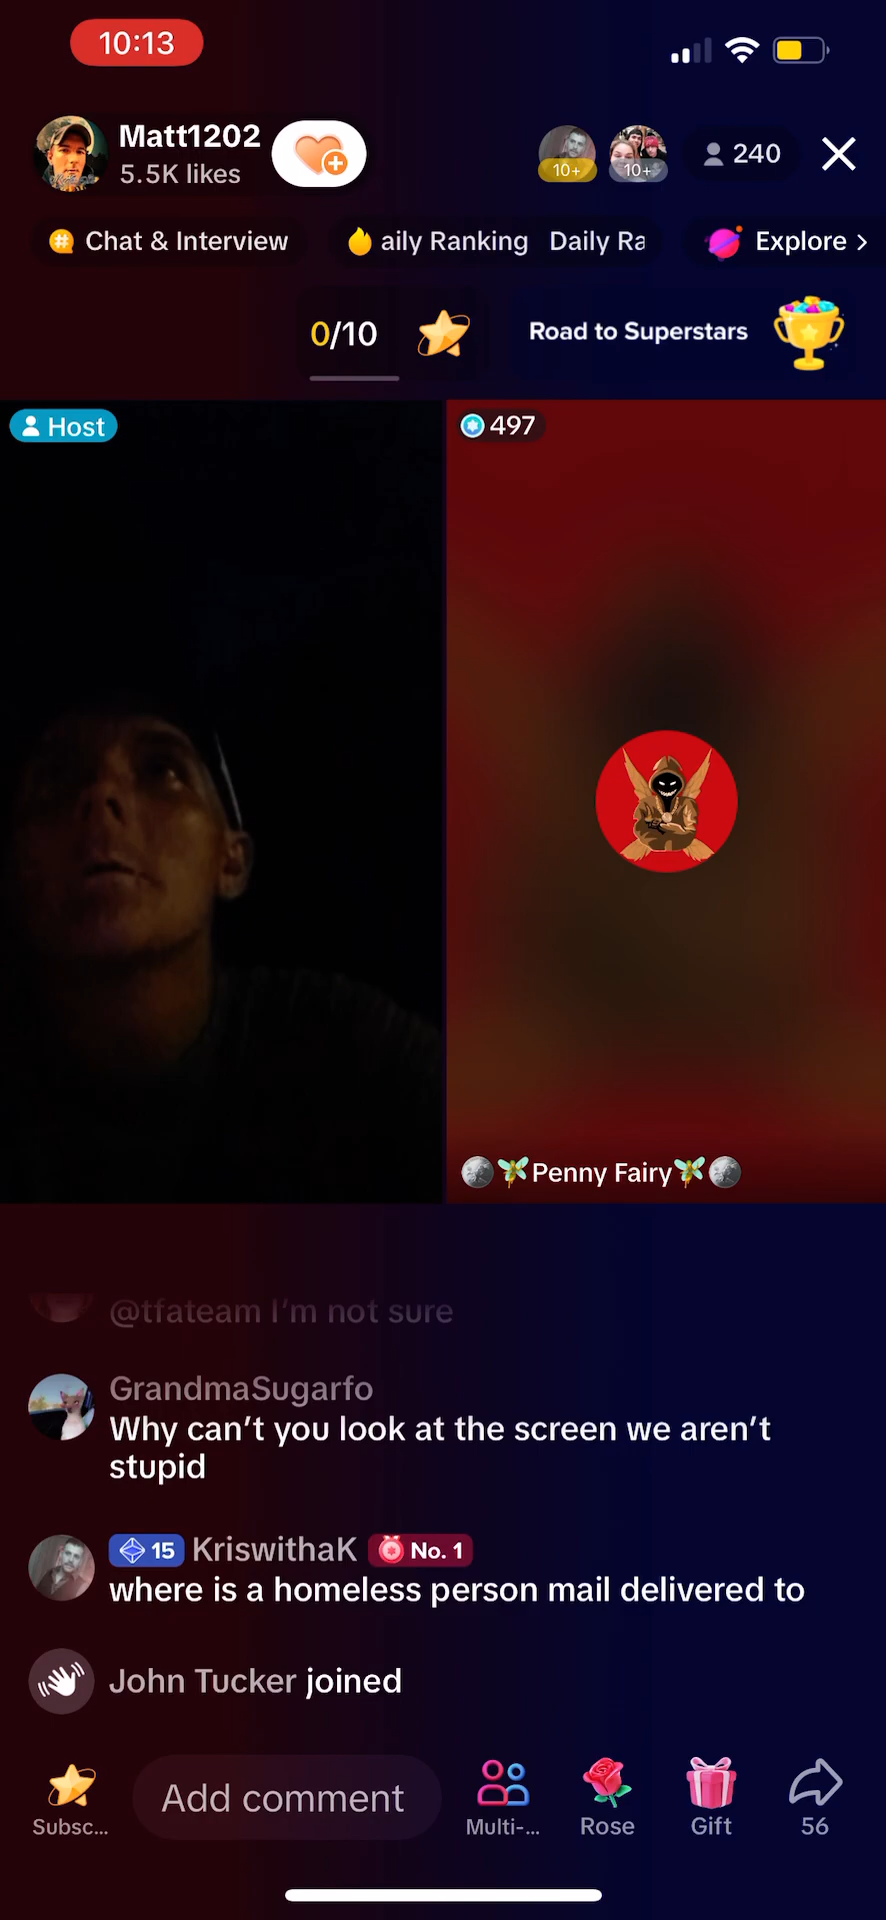 10:13
Matt1202
5.5K likes
10+
10+
240
Chat & Interview
aily Ranking Daily Ra
Explore >
0/10
Road to Superstars
Host
497
Penny Fairy
@tfateam I'm not sure
GrandmaSugarfo
Why can't you look at the screen we aren't
stupid
15 KriswithaK No. 1
where is a homeless person mail delivered to
John Tucker joined
Subsc...
Add comment
Multi-...
Rose
Gift
56